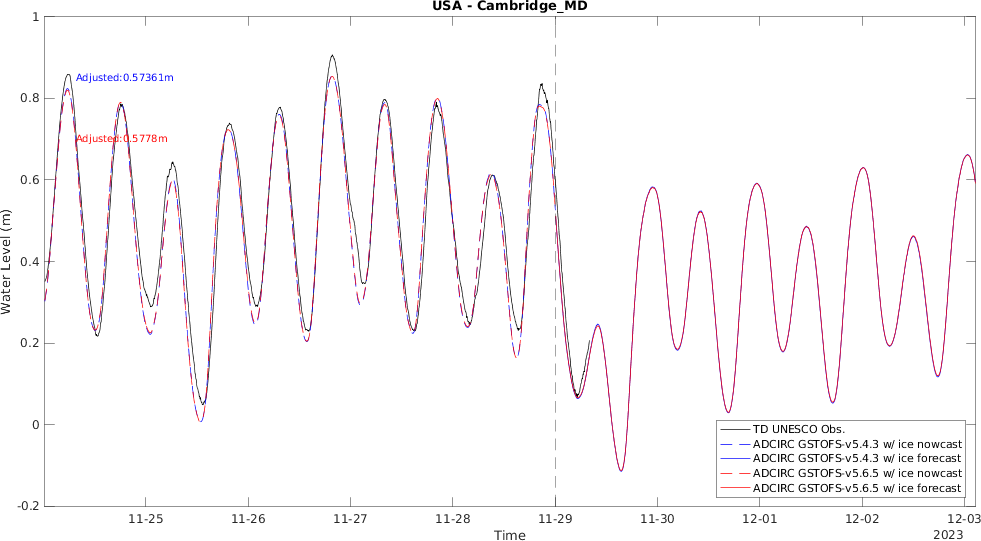 USA - Cambridge_MD
1
0.8
0.6
0.4
0.2
0
-0.2
Water Level (m)
Adjusted:0.57361m
Adjusted:0.5778m
TD UNESCO Obs.
ADCIRC GSTOFS-v5.4.3 w/ ice nowcast
ADCIRC GSTOFS-v5.4.3 w/ ice forecast
ADCIRC GSTOFS-v5.6.5 w/ ice nowcast
ADCIRC GSTOFS-v5.6.5 w/ ice forecast
11-25 11-26 11-27 11-28 11-29 11-30 12-01 12-02 12-03
2023
Time